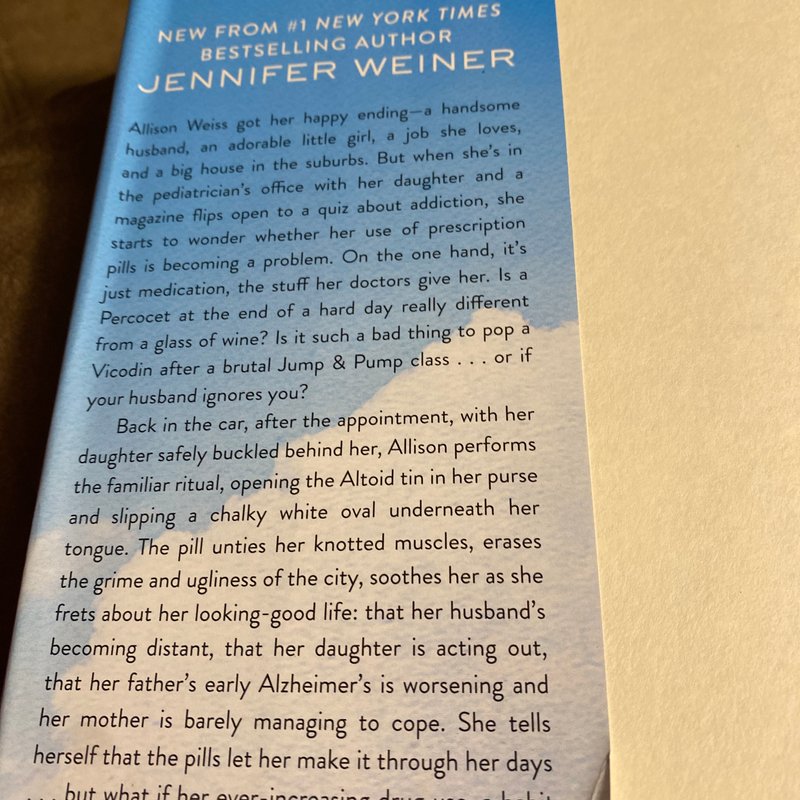 NEW FROM #1 NEW YORK TIMES
BESTSELLING AUTHOR
JENNIFER WEINER
Allison Weiss got her happy ending—a handsome
husband, an adorable little girl, a job she loves,
and a big house in the suburbs. But when she's in
the pediatrician's office with her daughter and a
magazine flips open to a quiz about addiction, she
starts to wonder whether her use of prescription
pills is becoming a problem. On the one hand, it's
just medication, the stuff her doctors give her. Is a
Percocet at the end of a hard day really different
from a glass of wine? Is it such a bad thing to pop a
Vicodin after a brutal Jump & Pump class . . . or if
your husband ignores you?
Back in the car, after the appointment, with her
daughter safely buckled behind her, Allison performs
the familiar ritual, opening the Altoid tin in her purse
and slipping a chalky white oval underneath her
tongue. The pill unties her knotted muscles, erases
the grime and ugliness of the city, soothes her as she
frets about her looking-good life: that her husband's
becoming distant, that her daughter is acting out,
that her father's early Alzheimer's is worsening and
her mother is barely managing to cope. She tells
herself that the pills let her make it through her days
. . . but what if her ever-increasing drug use, a habit